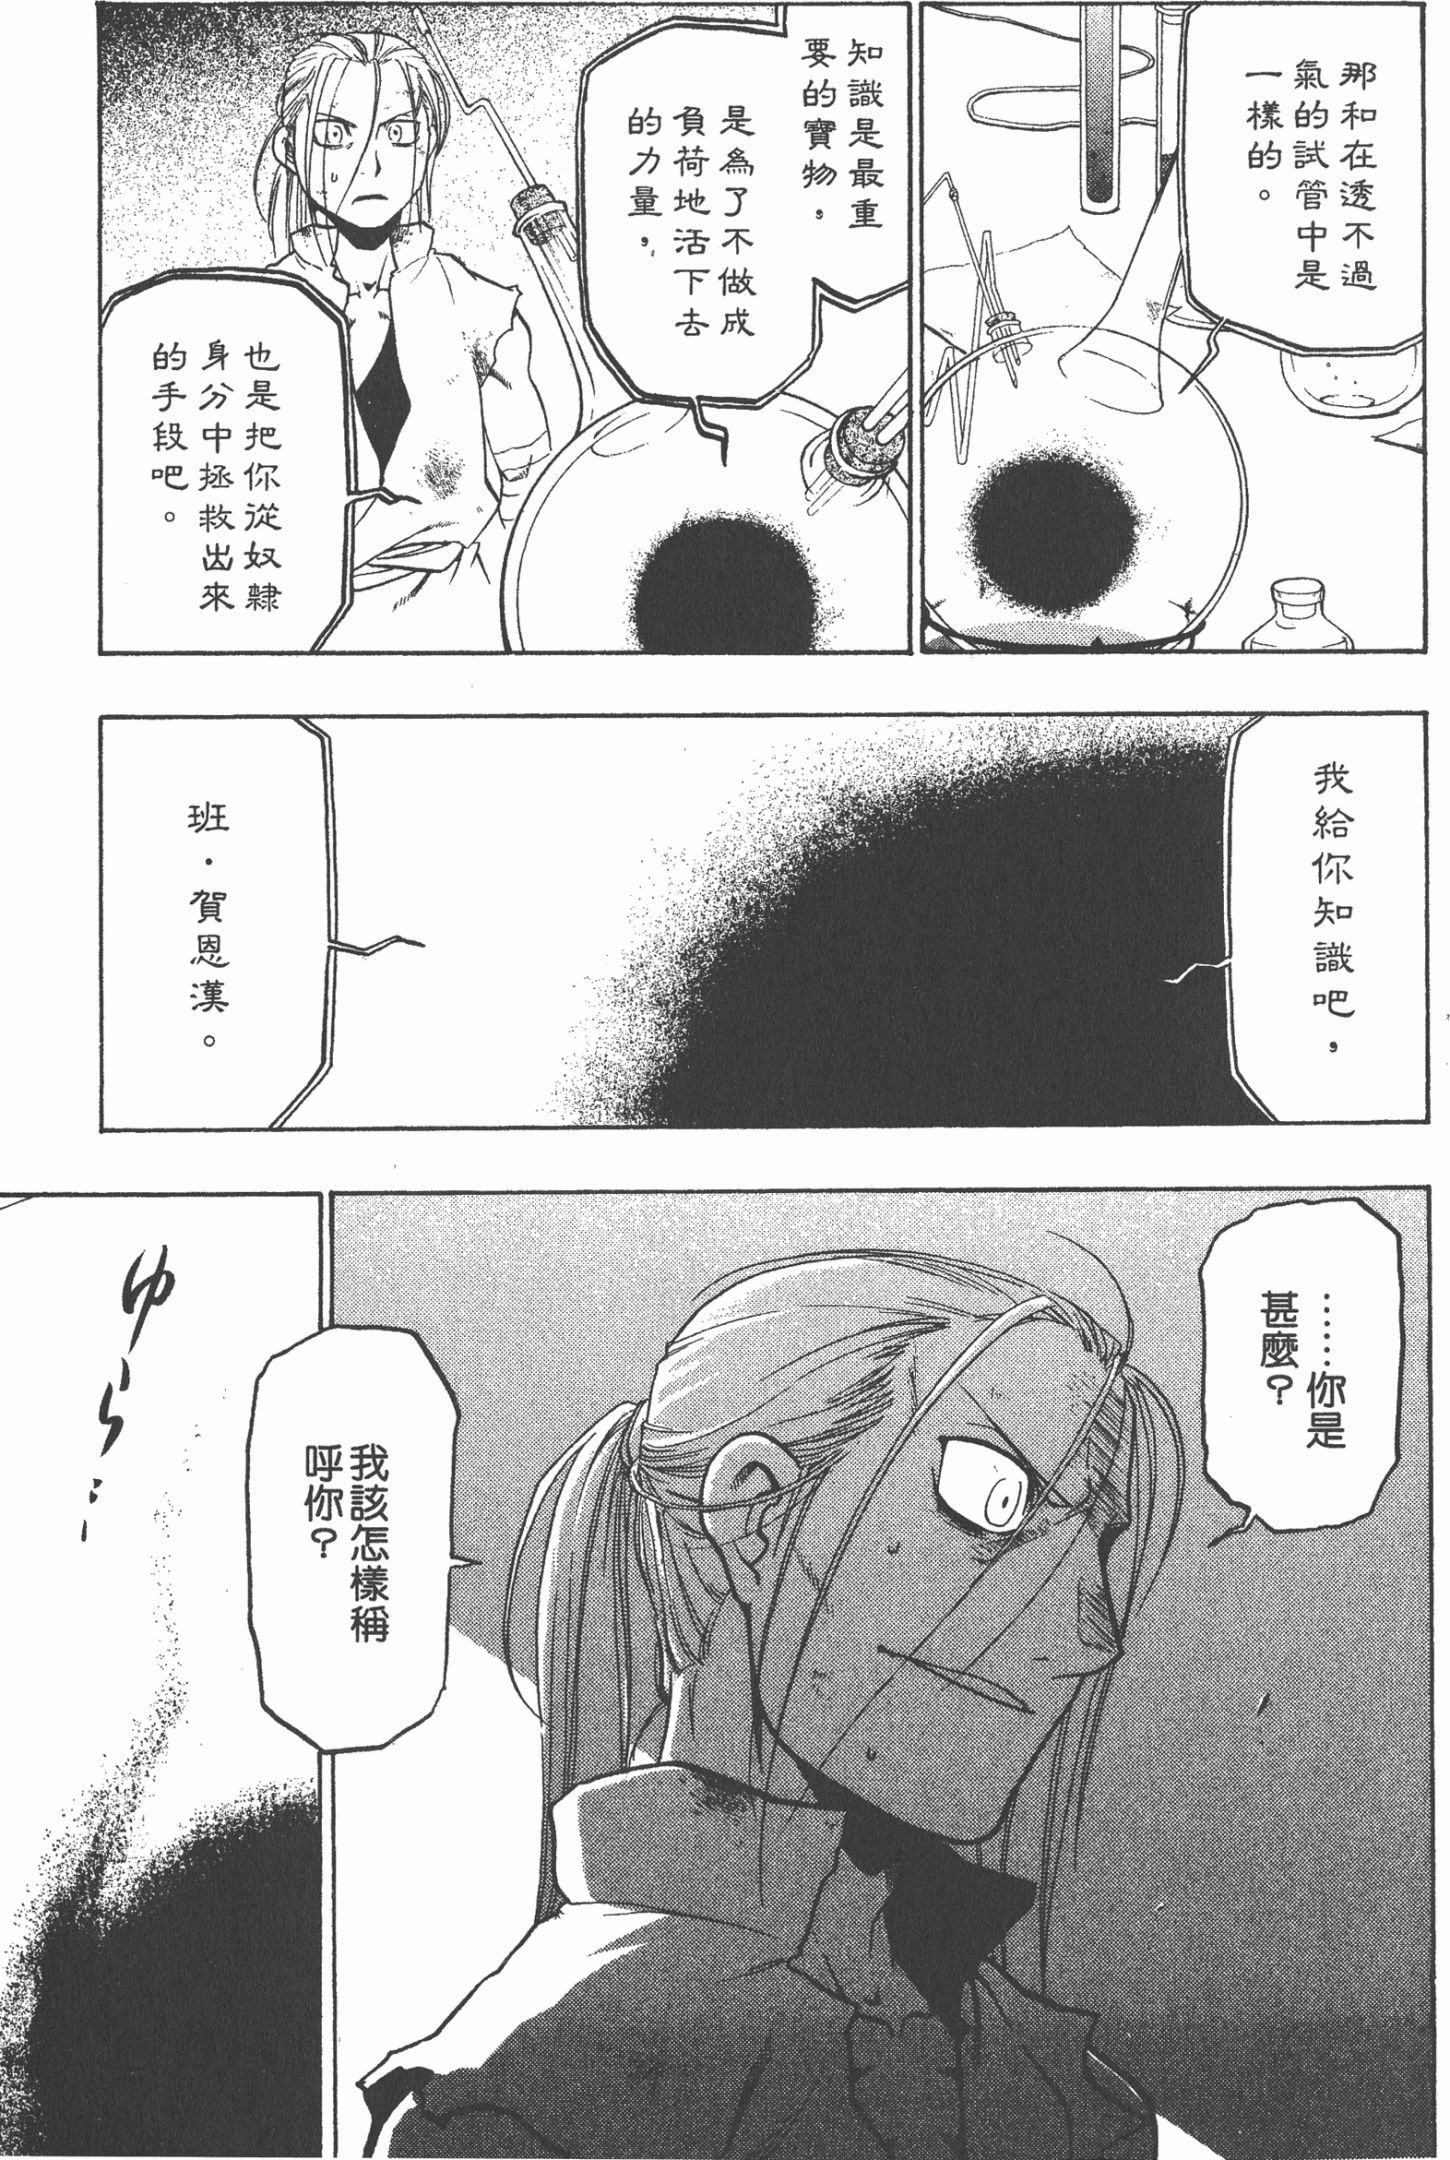 那和在透不過
氣的試管中是
一樣的。
知識是最重
要的寶物，
是為了不做成
負荷地活下去
的力量，
也是把你從奴隸
身分中拯救出來
的手段吧。
我給你知識吧，
班．賀恩漢。
……你是
甚麼？
我該怎樣稱
呼你？
ゆら…